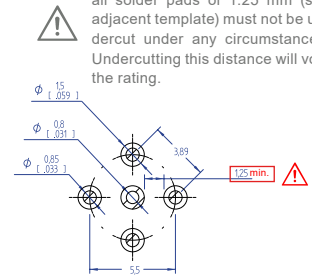 all solder pads of 1.25 mm (s
adjacent template) must not be u
dercut under any circumstance
Undercutting this distance will vo
the rating.
ϕ 1,5
[ .059 ]
ϕ 0,8
[ .031 ]
ϕ 0,85
[ .033 ]
3,89
1,25 min.
5,5